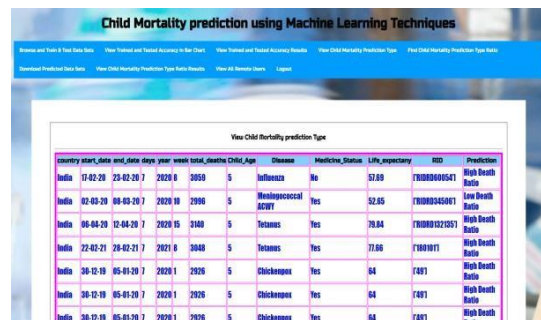 Child Mortality prediction using Machine Learning Techniques
Browse and Train & Test Data Sets View Trained and Tested Accuracy in Bar Chart View Trained and Tested Accuracy Results View Child Mortality Prediction Type Find Child Mortality Prediction Type Ratio
Download Predicted Data Sets View Child Mortality Prediction Type Ratio Results View All Remote Users Logout
View Child Mortality prediction Type
country start_date end_date days year week total_deaths Child_Age Disease Medicine_Status Life_expectany RID Prediction
India 17-02-20 23-02-20 7 2020 8 3059 5 Influenza No 57.69 ['RIDRD60054'] High Death Ratio
India 02-03-20 08-03-20 7 2020 10 2996 5 Meningococcal ACWY Yes 52.65 ['RIDRD34506'] Low Death Ratio
India 06-04-20 12-04-20 7 2020 15 3140 5 Tetanus Yes 79.84 ['RIDRD132135'] High Death Ratio
India 22-02-21 28-02-21 7 2021 8 3048 5 Tetanus Yes 77.66 ['180101'] High Death Ratio
India 30-12-19 05-01-20 7 2020 1 2926 5 Chickenpox Yes 64 ['49'] High Death Ratio
India 30-12-19 05-01-20 7 2020 1 2926 5 Chickenpox Yes 64 ['49'] High Death Ratio
India 30-12-19 05-01-20 7 2020 1 2926 5 Chickenpox Yes 64 ['49'] High Death Ratio